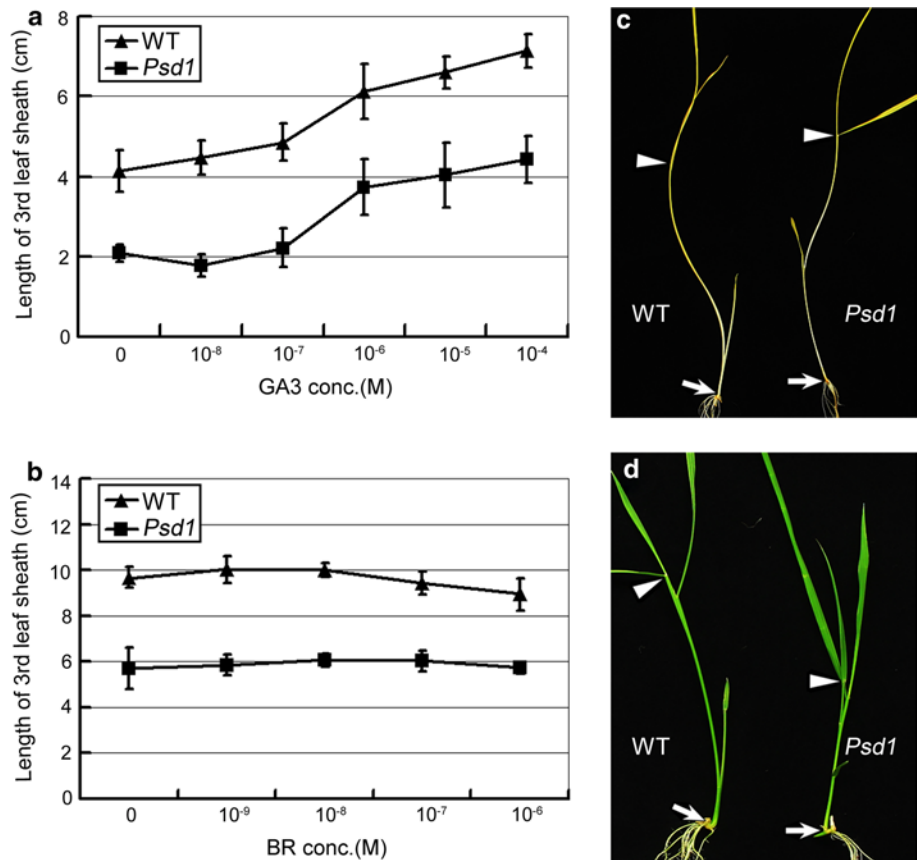 a
Length of 3rd leaf sheath (cm)
8
6
4
2
0
WT
Psd1
0 10⁻⁸ 10⁻⁷ 10⁻⁶ 10⁻⁵ 10⁻⁴
GA3 conc.(M)
b
Length of 3rd leaf sheath (cm)
14
12
10
8
6
4
2
0
WT
Psd1
0 10⁻⁹ 10⁻⁸ 10⁻⁷ 10⁻⁶
BR conc.(M)
c
WT Psd1
d
WT Psd1